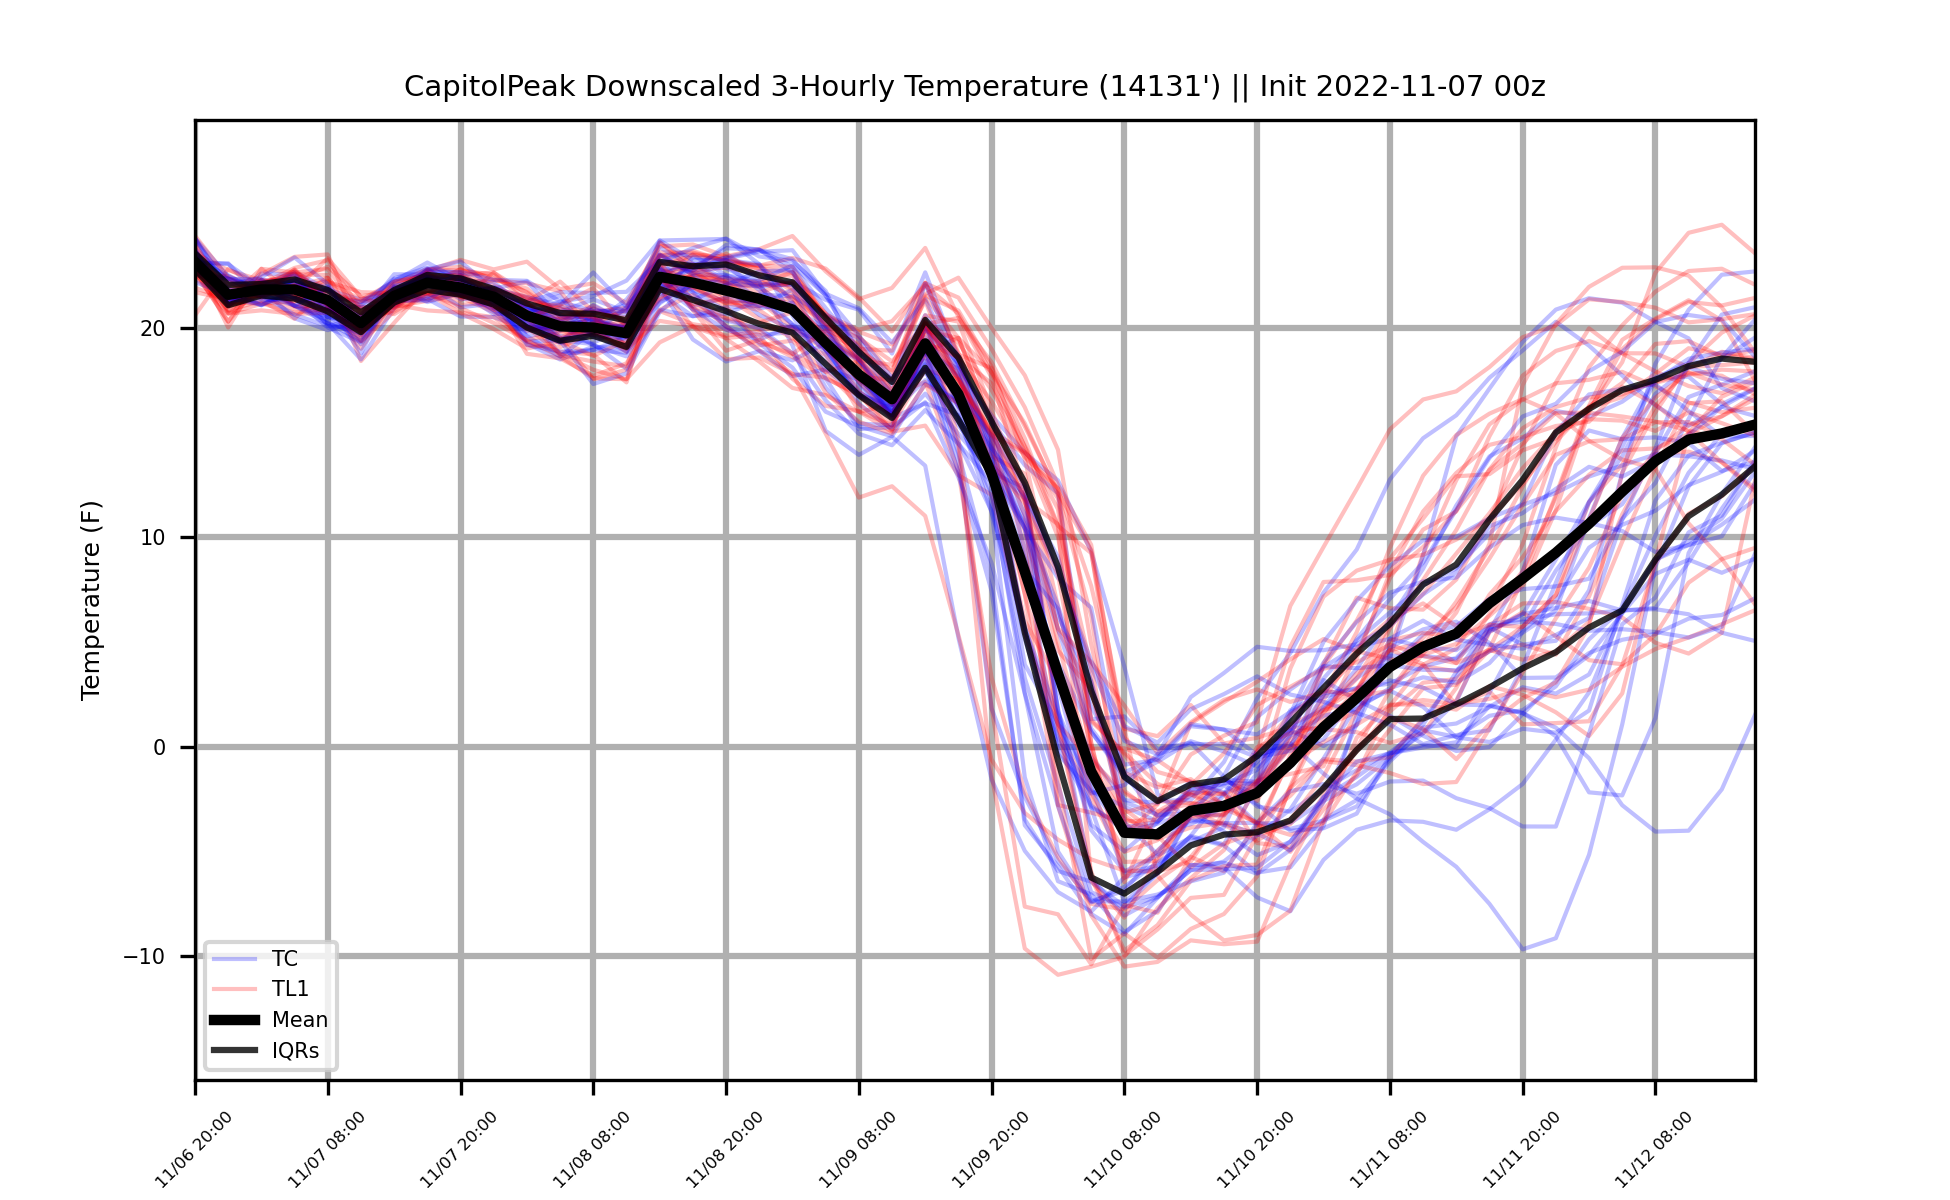 CapitolPeak Downscaled 3-Hourly Temperature (14131') || Init 2022-11-07 00z
Temperature (F)
20
10
0
−10
TC
TL1
Mean
IQRs
11/06 20:00
11/07 08:00
11/07 20:00
11/08 08:00
11/08 20:00
11/09 08:00
11/09 20:00
11/10 08:00
11/10 20:00
11/11 08:00
11/11 20:00
11/12 08:00